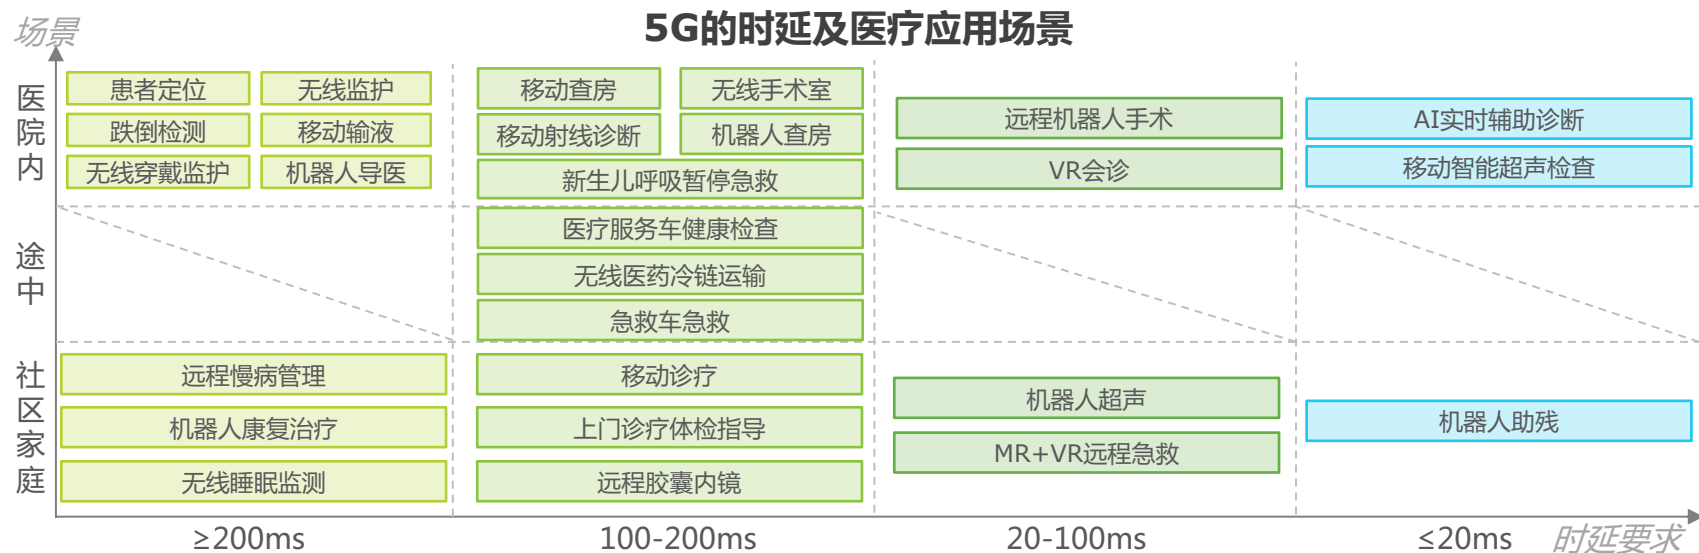 5G的时延及医疗应用场景
场景
医院内
患者定位
无线监护
跌倒检测
移动输液
无线穿戴监护
机器人导医
移动查房
无线手术室
移动射线诊断
机器人查房
新生儿呼吸暂停急救
远程机器人手术
VR会诊
AI实时辅助诊断
移动智能超声检查
途中
医疗服务车健康检查
无线医药冷链运输
急救车急救
社区家庭
远程慢病管理
机器人康复治疗
无线睡眠监测
移动诊疗
上门诊疗体检指导
远程胶囊内镜
机器人超声
MR+VR远程急救
机器人助残
≥200ms
100-200ms
20-100ms
≤20ms
时延要求